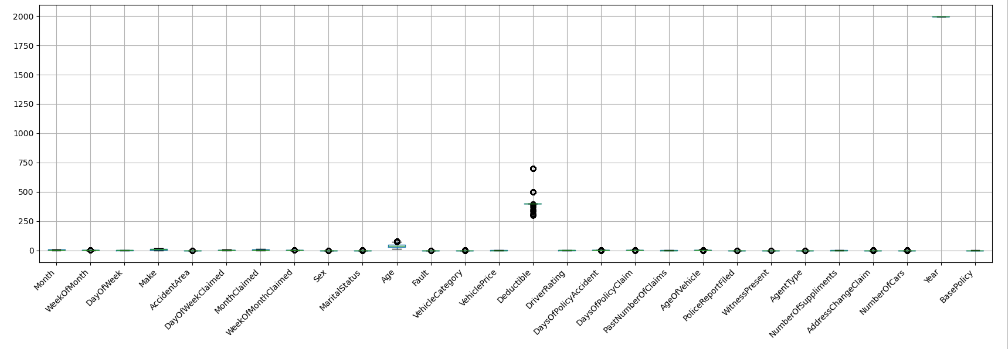 2000
1750
1500
1250
1000
750
500
250
0
Month
WeekOfMonth
DayOfWeek
Make
AccidentArea
DayOfWeekClaimed
MonthClaimed
WeekOfMonthClaimed
Sex
MaritalStatus
Age
Fault
VehicleCategory
VehiclePrice
Deductible
DriverRating
DaysOfPolicyAccident
DaysOfPolicyClaim
PastNumberOfClaims
AgeOfVehicle
PoliceReportFiled
WitnessPresent
AgentType
NumberOfSuppliments
AddressChangeClaim
NumberOfCars
Year
BasePolicy